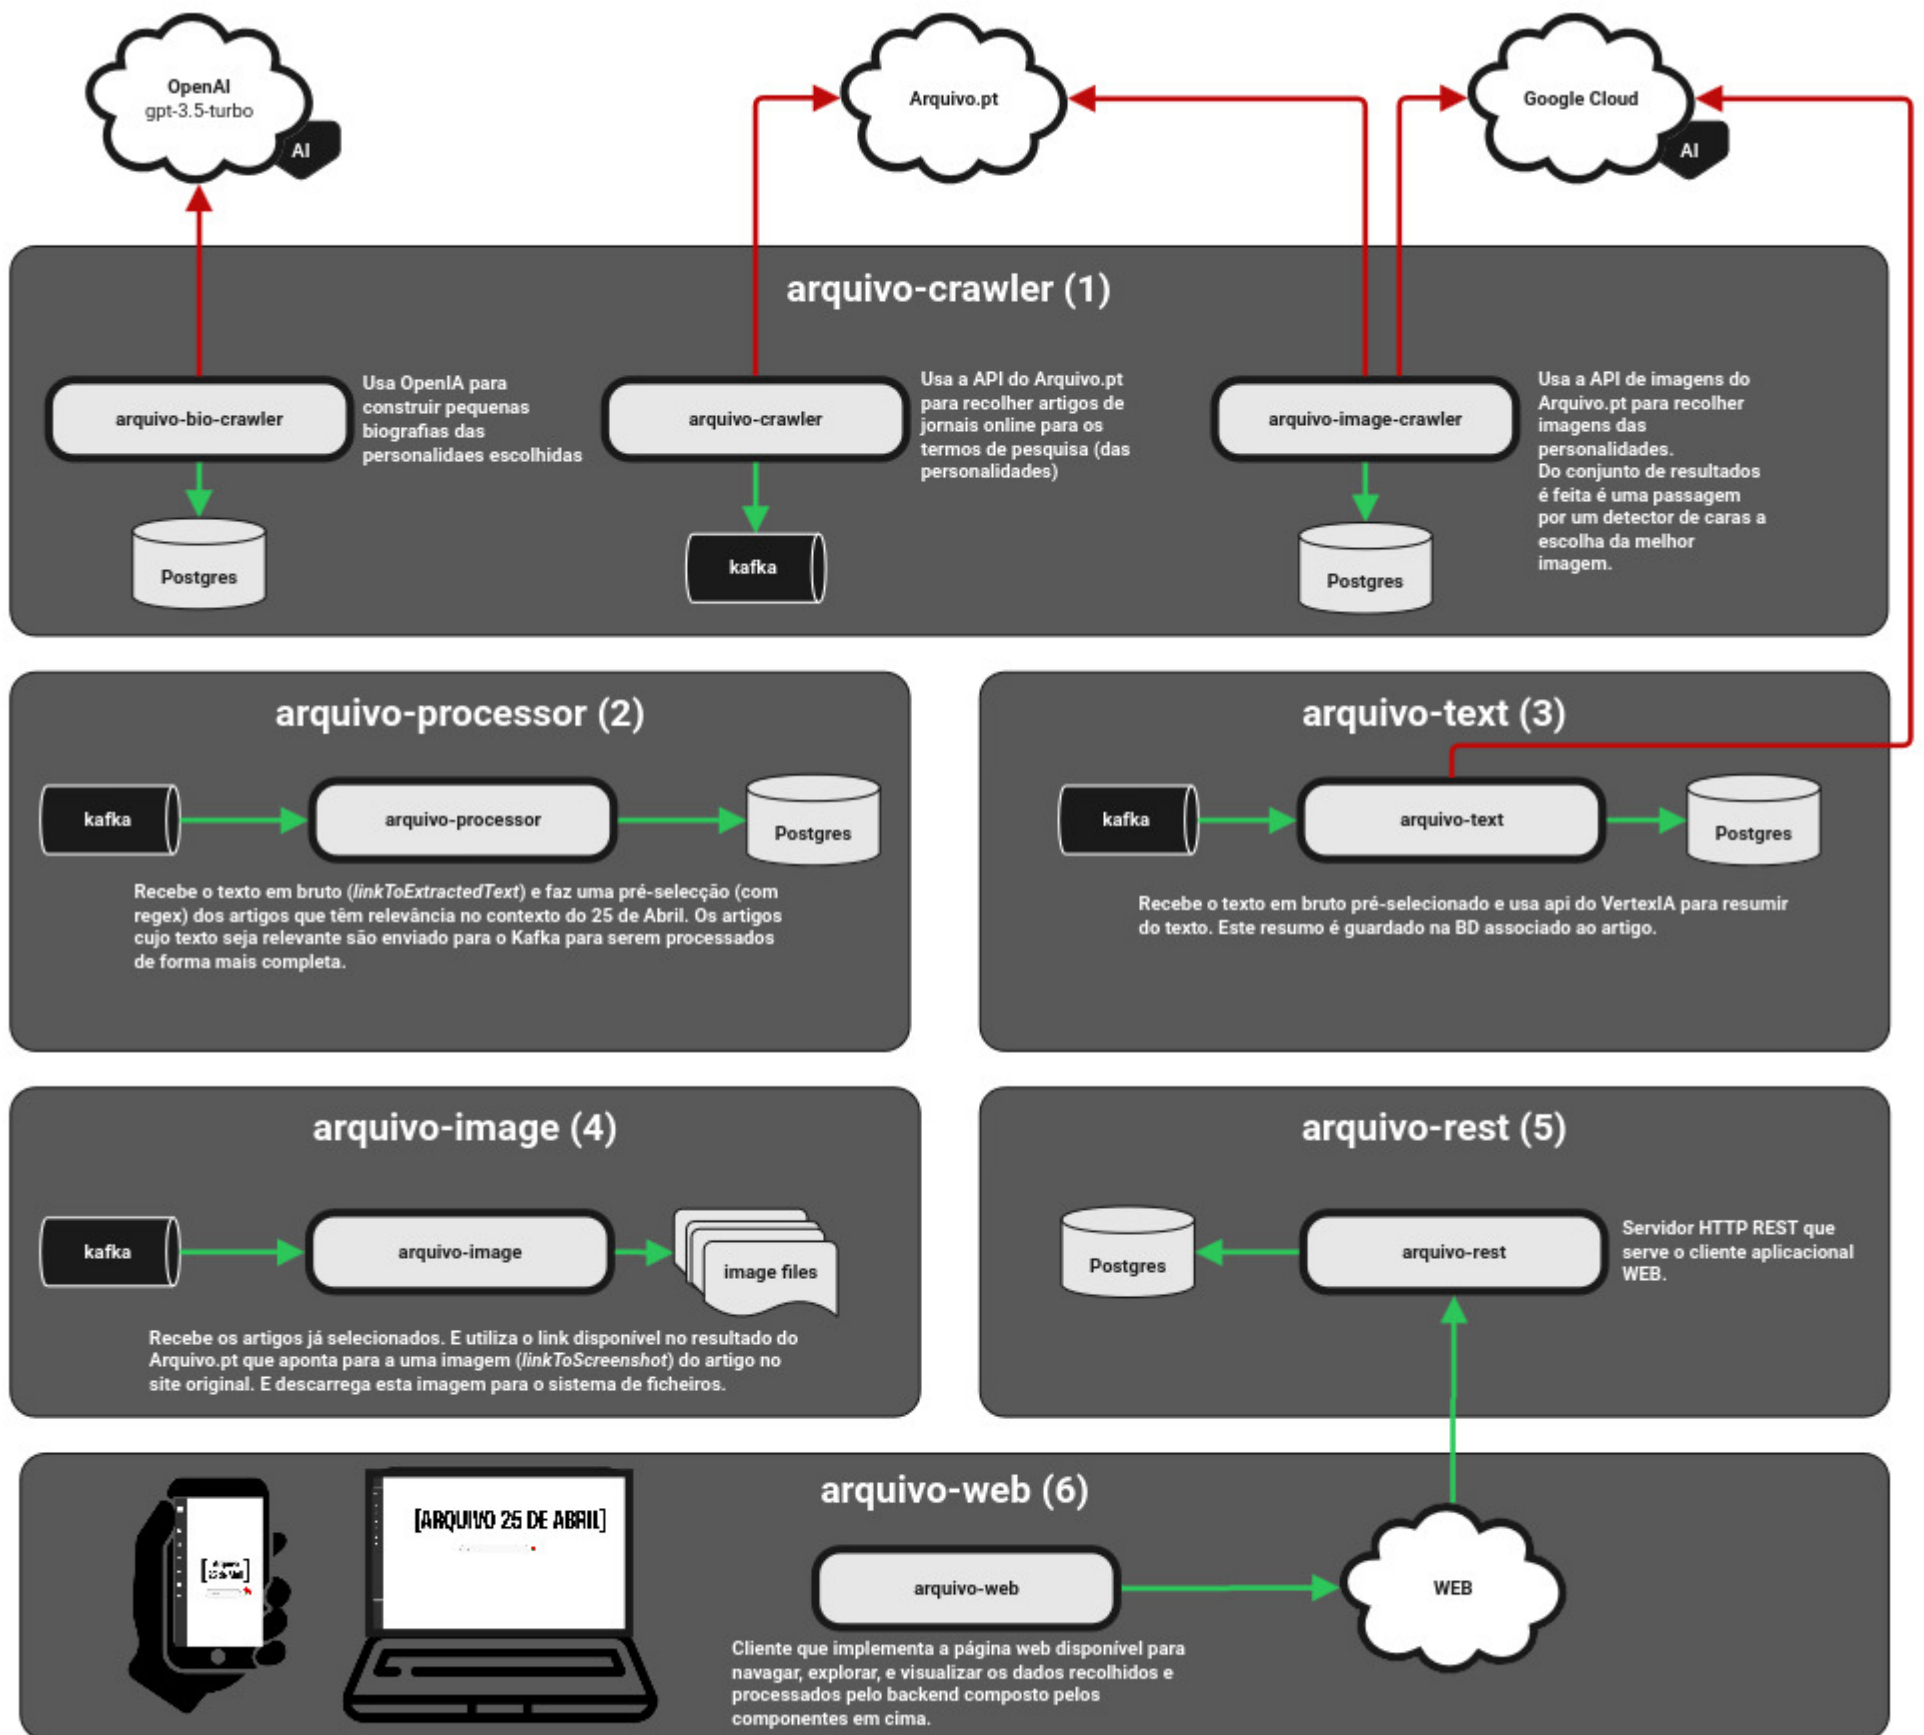 OpenAI
gpt-3.5-turbo
AI
Arquivo.pt
Google Cloud
AI
arquivo-crawler (1)
arquivo-bio-crawler
Usa OpenIA para
construir pequenas
biografias das
personalidaes escolhidas
Postgres
arquivo-crawler
Usa a API do Arquivo.pt
para recolher artigos de
jornais online para os
termos de pesquisa (das
personalidades)
kafka
arquivo-image-crawler
Usa a API de imagens do
Arquivo.pt para recolher
imagens das
personalidades.
Do conjunto de resultados
é feita é uma passagem
por um detector de caras a
escolha da melhor
imagem.
Postgres
arquivo-processor (2)
kafka
arquivo-processor
Postgres
Recebe o texto em bruto (linkToExtractedText) e faz uma pré-selecção (com
regex) dos artigos que têm relevância no contexto do 25 de Abril. Os artigos
cujo texto seja relevante são enviado para o Kafka para serem processados
de forma mais completa.
arquivo-text (3)
kafka
arquivo-text
Postgres
Recebe o texto em bruto pré-selecionado e usa api do VertexIA para resumir
do texto. Este resumo é guardado na BD associado ao artigo.
arquivo-image (4)
kafka
arquivo-image
image files
Recebe os artigos já selecionados. E utiliza o link disponível no resultado do
Arquivo.pt que aponta para a uma imagem (linkToScreenshot) do artigo no
site original. E descarrega esta imagem para o sistema de ficheiros.
arquivo-rest (5)
Postgres
arquivo-rest
Servidor HTTP REST que
serve o cliente aplicacional
WEB.
arquivo-web (6)
[Arquivo
25 de Abril]
[ARQUIVO 25 DE ABRIL]
arquivo-web
WEB
Cliente que implementa a página web disponível para
navagar, explorar, e visualizar os dados recolhidos e
processados pelo backend composto pelos
componentes em cima.